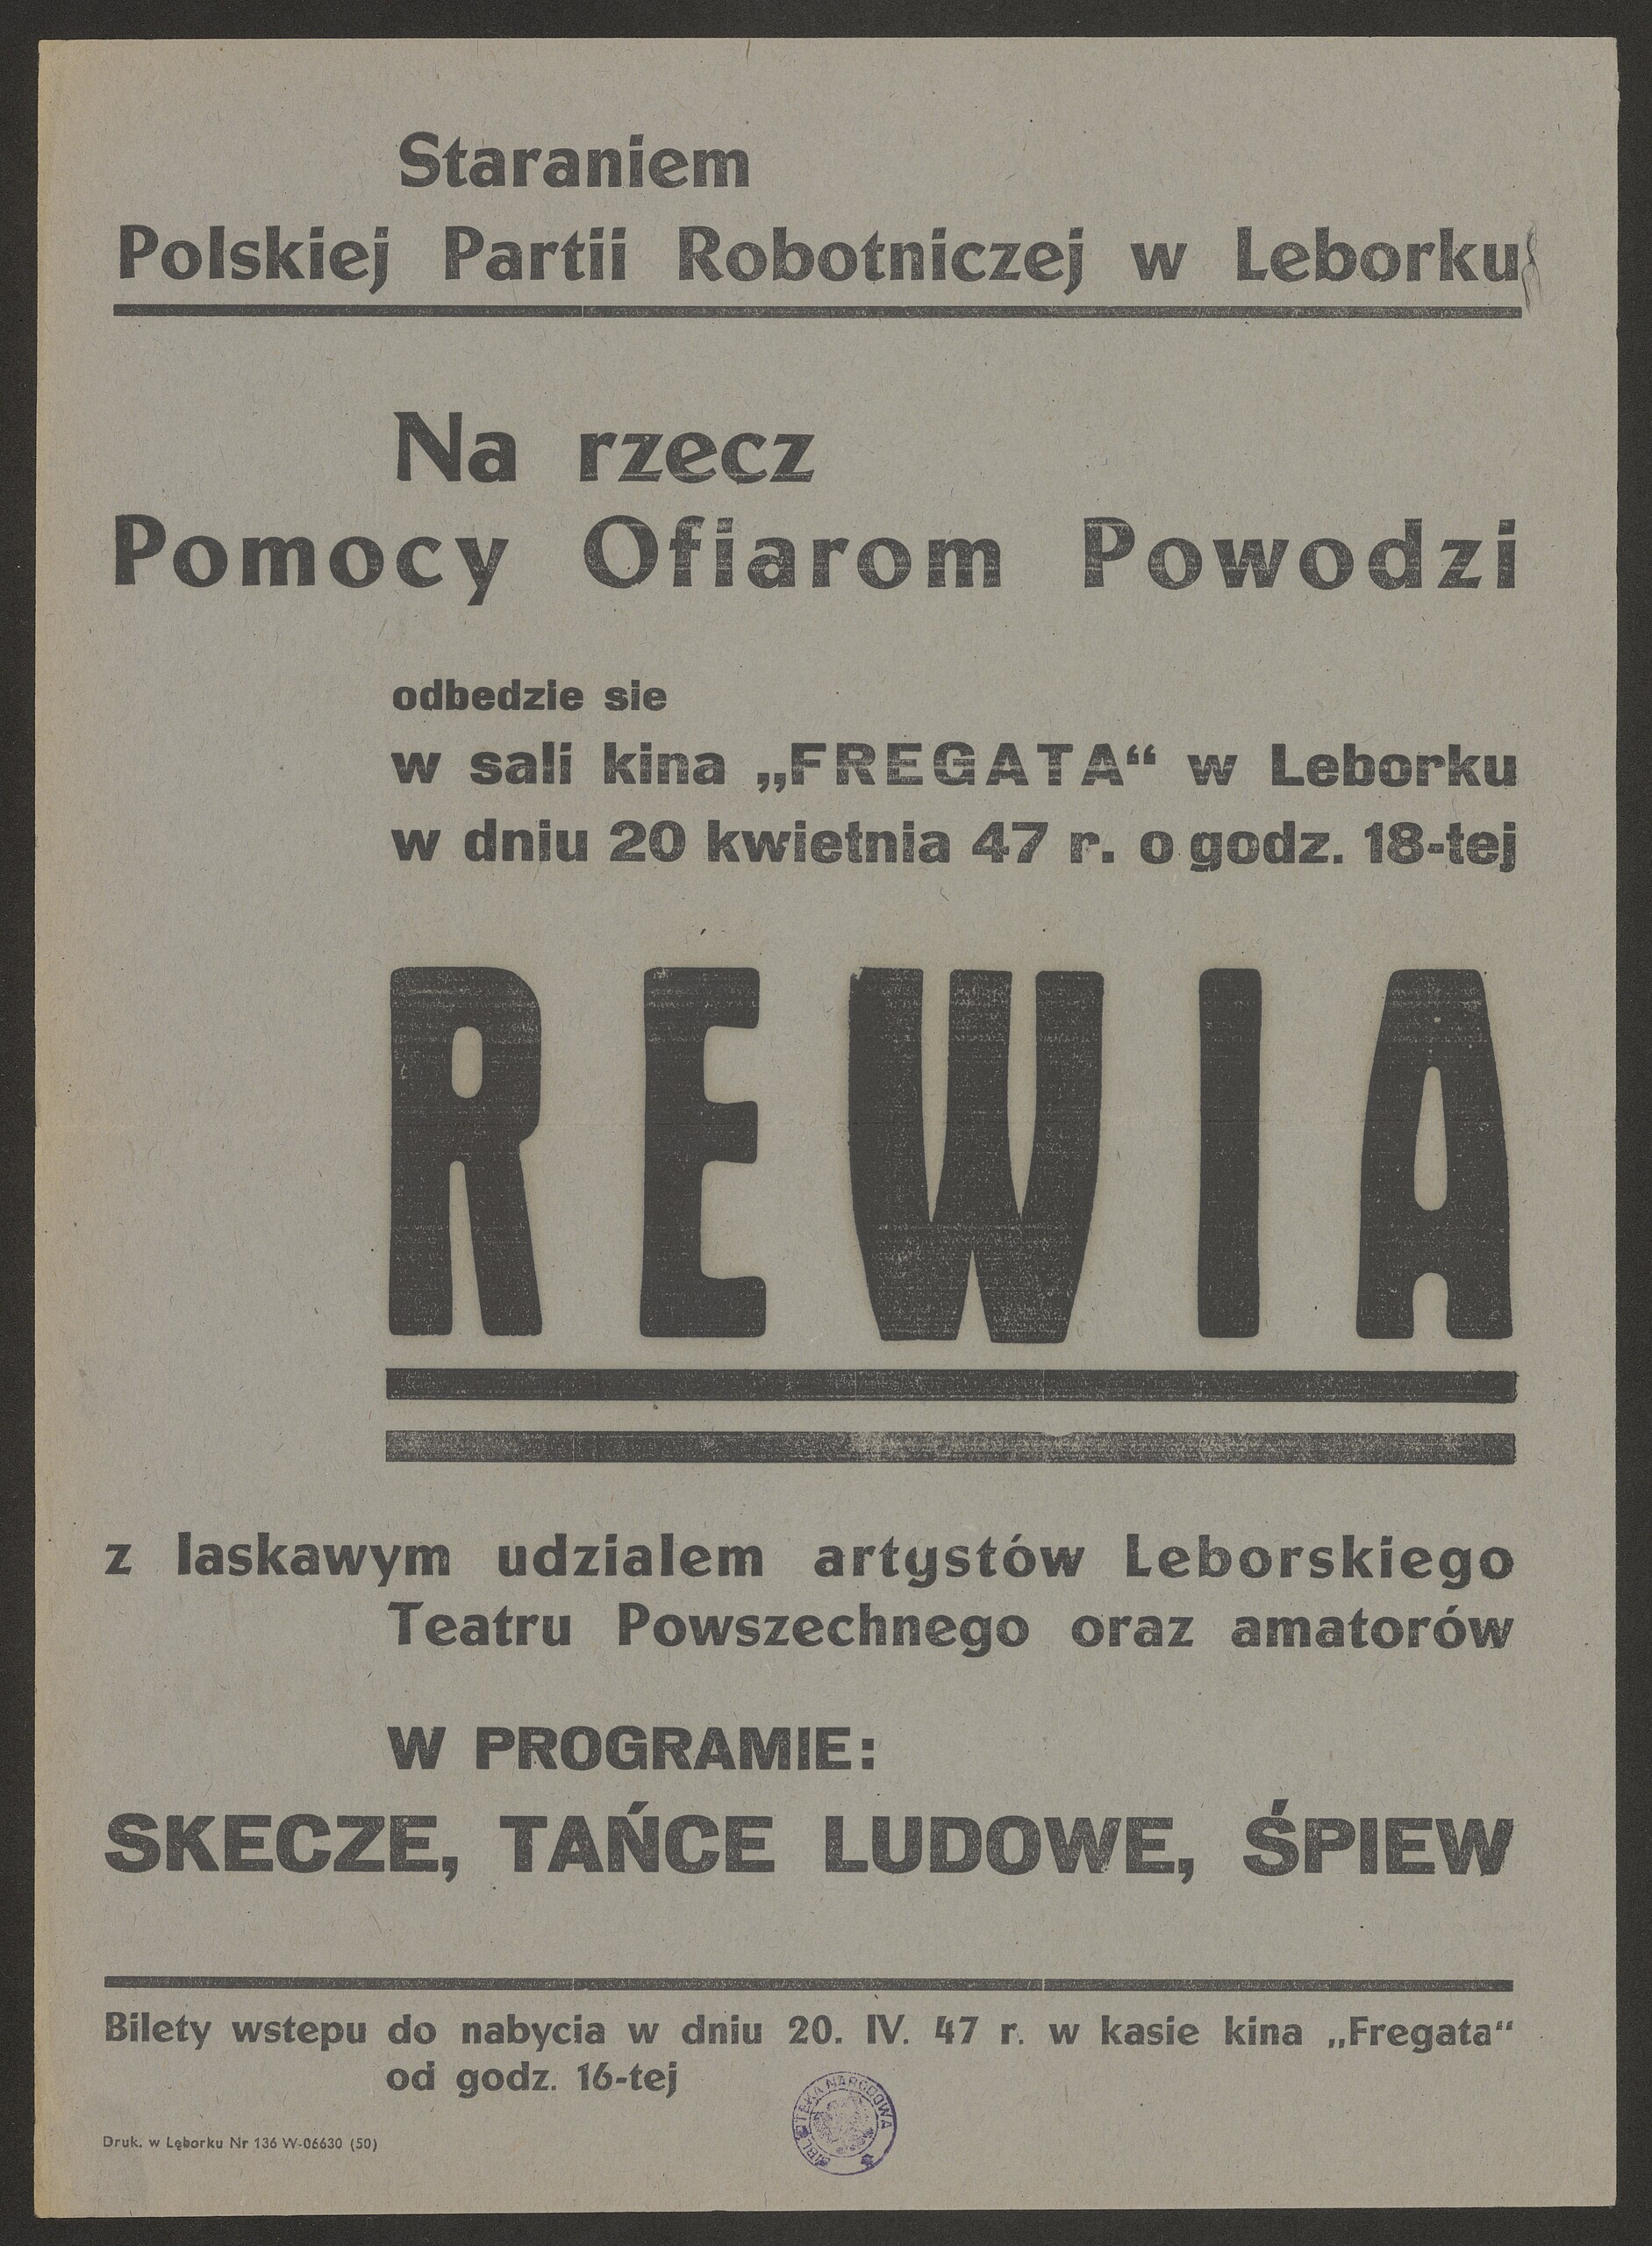 Staraniem
Polskiej Partii Robotniczej w Leborku
Na rzecz
Pomocy Ofiarom Powodzi
odbedzie sie
w sali kina „FREGATA“ w Leborku
w dniu 20 kwietnia 47 r. o godz. 18-tej
REWIA
z laskawym udzialem artystów Leborskiego
Teatru Powszechnego oraz amatorów
W PROGRAMIE:
SKECZE, TAŃCE LUDOWE, ŚPIEW
Bilety wstepu do nabycia w dniu 20. IV. 47 r. w kasie kina „Fregata“
od godz. 16-tej
BIBLIOTEKA NARODOWA
Druk. w Lęborku Nr 136 W-06630 (50)